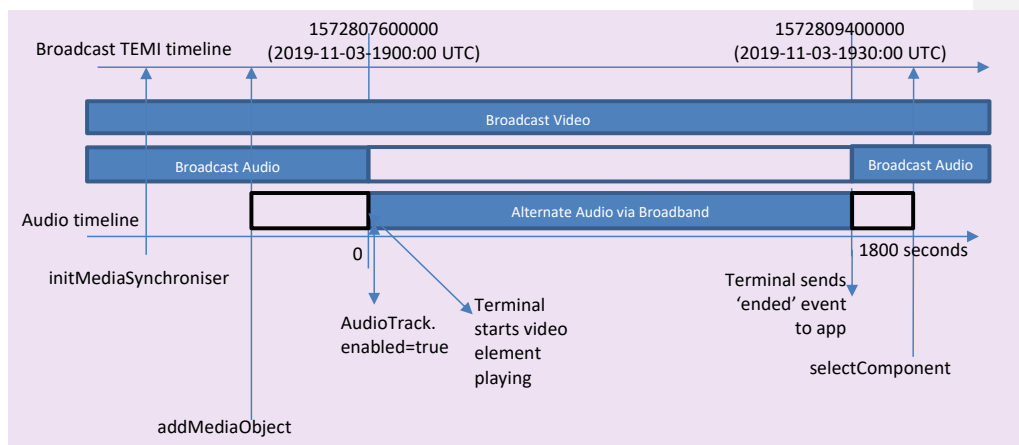 1572807600000
(2019-11-03-1900:00 UTC)
1572809400000
(2019-11-03-1930:00 UTC)
Broadcast TEMI timeline
Broadcast Video
Broadcast Audio
Broadcast Audio
Alternate Audio via Broadband
Audio timeline
0
1800 seconds
initMediaSynchroniser
AudioTrack.
enabled=true
Terminal
starts video
element
playing
Terminal sends
‘ended’ event
to app
selectComponent
addMediaObject